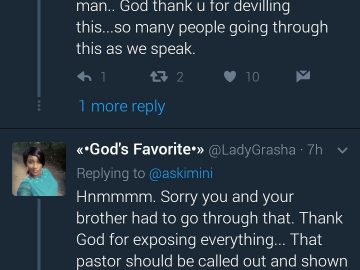 man.. God thank u for devilling
this...so many people going through
this as we speak.
1 2 10
1 more reply
«•God's Favorite•» @LadyGrasha · 7h
Replying to @askimini
Hnmmmm. Sorry you and your
brother had to go through that. Thank
God for exposing everything... That
pastor should be called out and shown